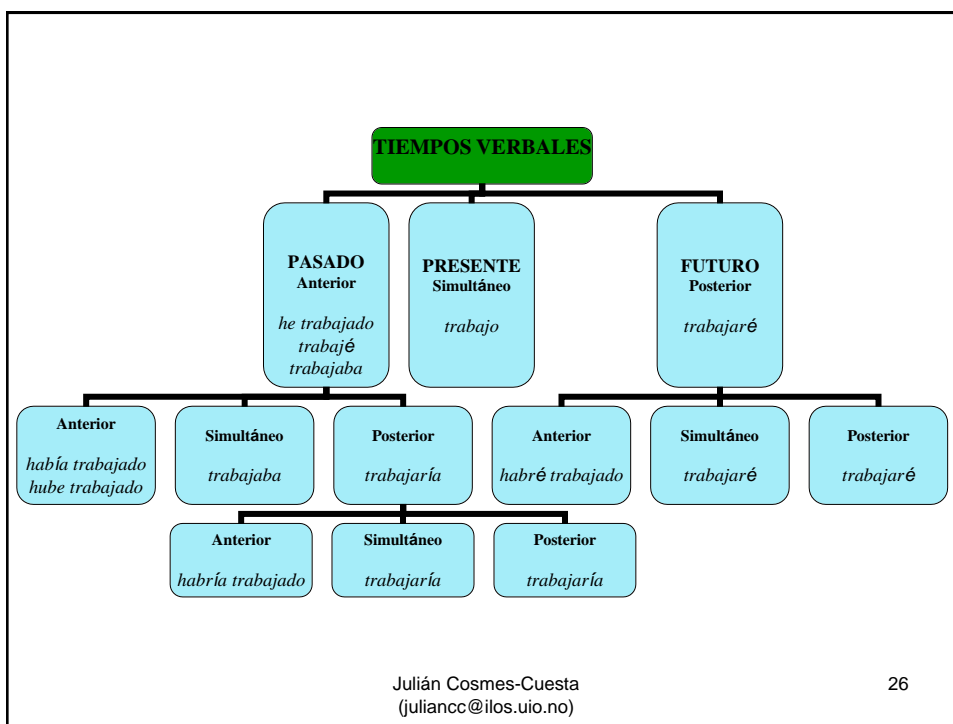 TIEMPOS VERBALES
PASADO
Anterior
he trabajado
trabajé
trabajaba
PRESENTE
Simultáneo
trabajo
FUTURO
Posterior
trabajaré
Anterior
había trabajado
hube trabajado
Simultáneo
trabajaba
Posterior
trabajaría
Anterior
habré trabajado
Simultáneo
trabajaré
Posterior
trabajaré
Anterior
habría trabajado
Simultáneo
trabajaría
Posterior
trabajaría
Julián Cosmes-Cuesta
(juliancc@ilos.uio.no)
26